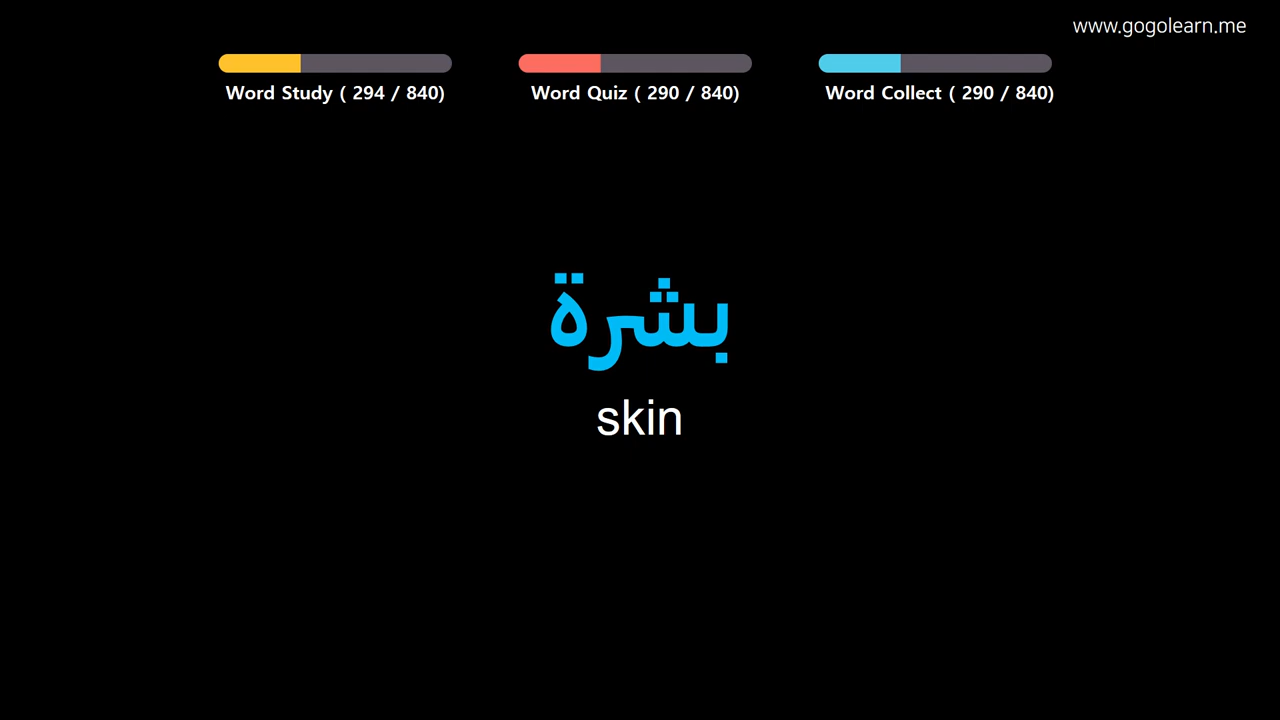 www.gogolearn.me
Word Study ( 294 / 840)
Word Quiz ( 290 / 840)
Word Collect ( 290 / 840)
بشرة
skin